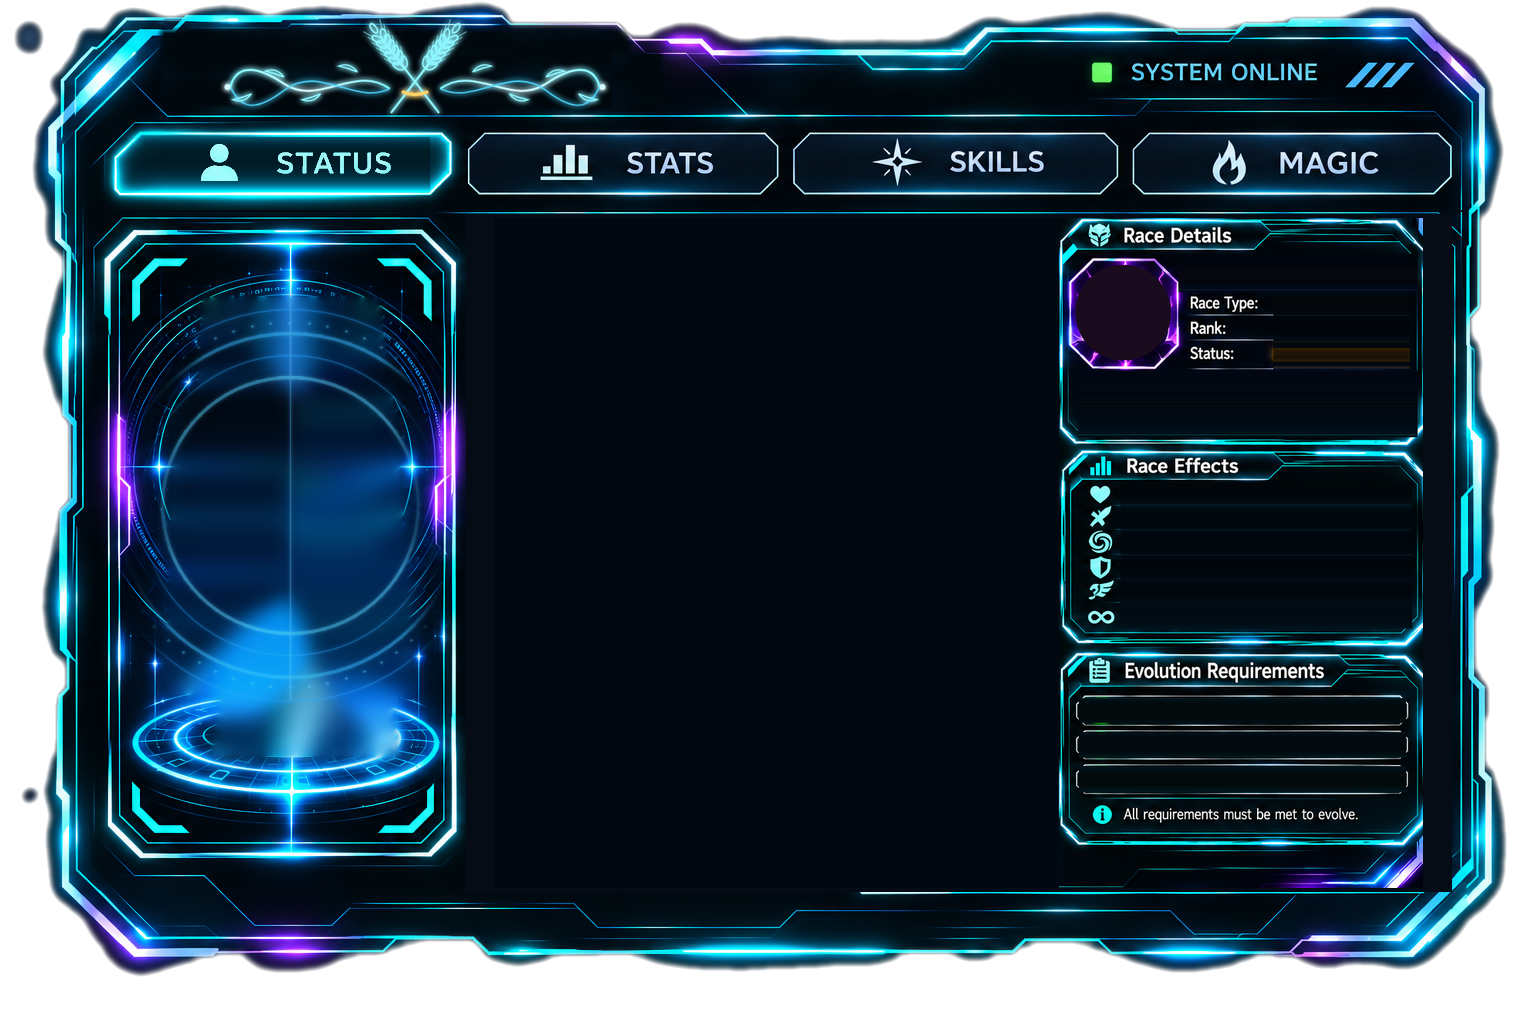 SYSTEM ONLINE
STATUS
STATS
SKILLS
MAGIC
Race Details
Race Type:
Rank:
Status:
Race Effects
Evolution Requirements
All requirements must be met to evolve.